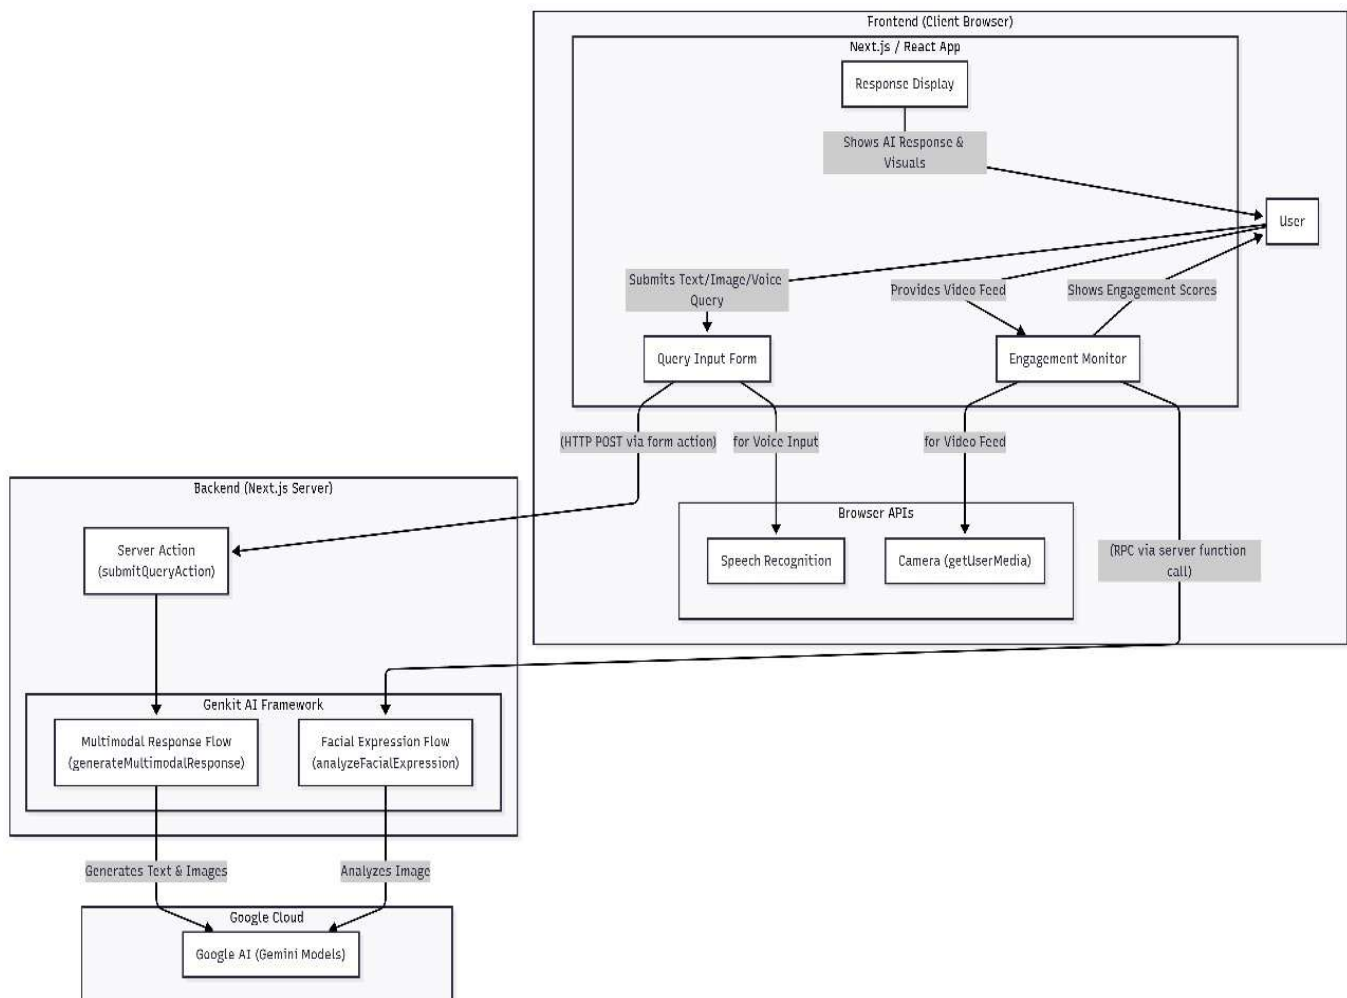 Frontend (Client Browser)
Next.js / React App
Response Display
Shows AI Response &
Visuals
User
Submits Text/Image/Voice
Query
Provides Video Feed
Shows Engagement Scores
Query Input Form
Engagement Monitor
(HTTP POST via form action)
for Voice Input
for Video Feed
Backend (Next.js Server)
Browser APIs
Server Action
(submitQueryAction)
Speech Recognition
Camera (getUserMedia)
(RPC via server function
call)
Genkit AI Framework
Multimodal Response Flow
(generateMultimodalResponse)
Facial Expression Flow
(analyzeFacialExpression)
Generates Text & Images
Analyzes Image
Google Cloud
Google AI (Gemini Models)